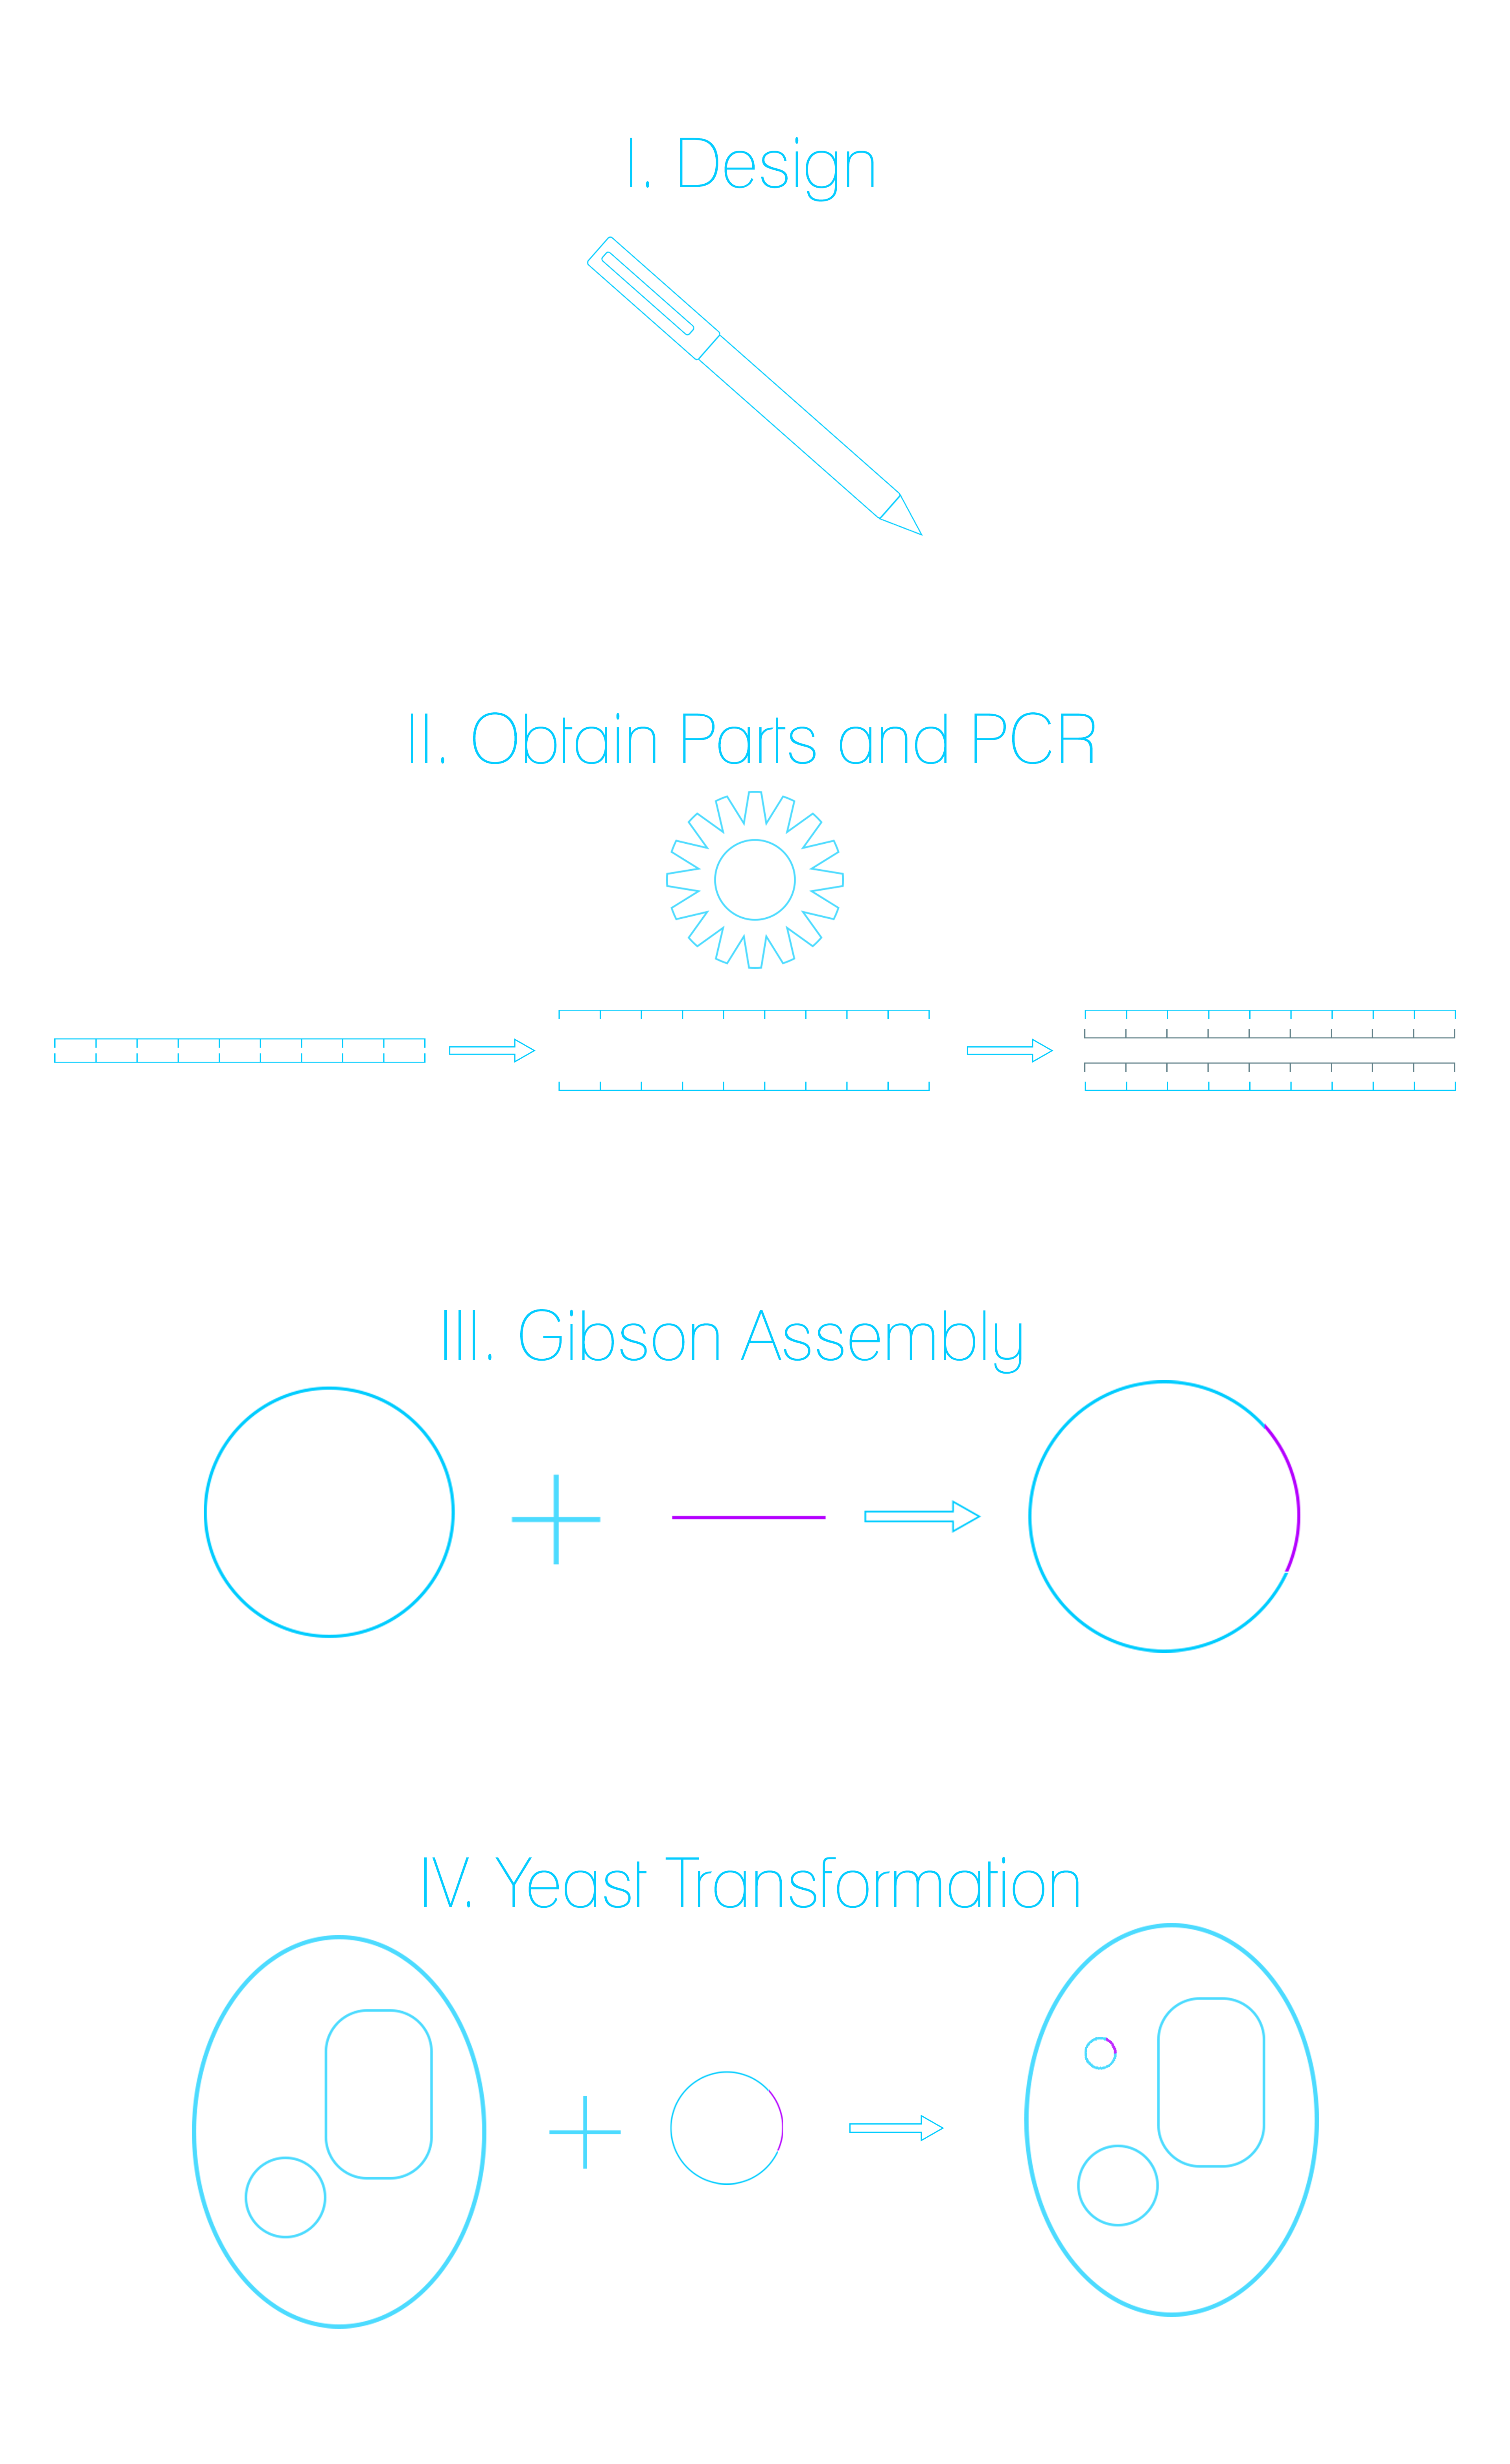 I. Design
II. Obtain Parts and PCR
III. Gibson Assembly
IV. Yeast Transformation